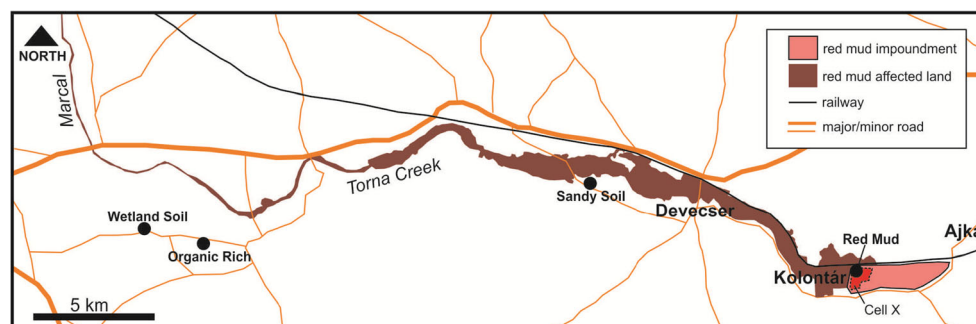 NORTH
Marcal
Torna Creek
Wetland Soil
Organic Rich
Sandy Soil
Devecser
Red Mud
Kolontár
Cell X
5 km
red mud impoundment
red mud affected land
railway
major/minor road